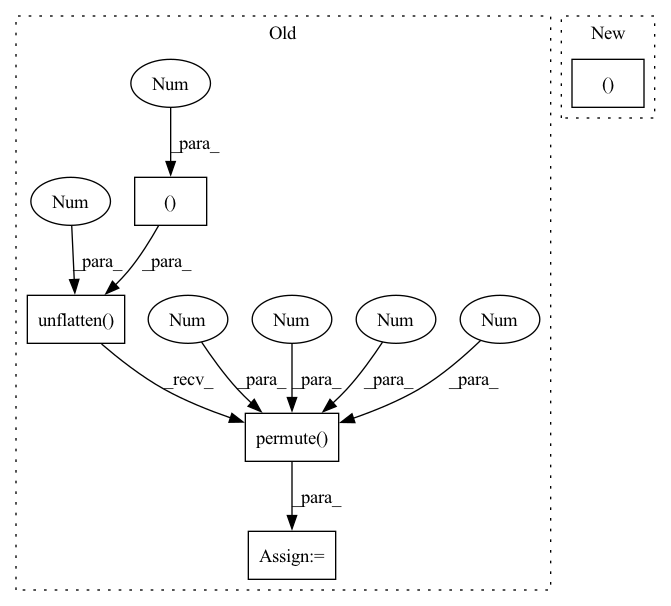 Old
New
Num
()
_para_
Num
()
_para_
_para_
unflatten()
Num
Num
Num
Num
_recv_
_para_
_para_
_para_
_para_
permute()
_para_
Assign:=